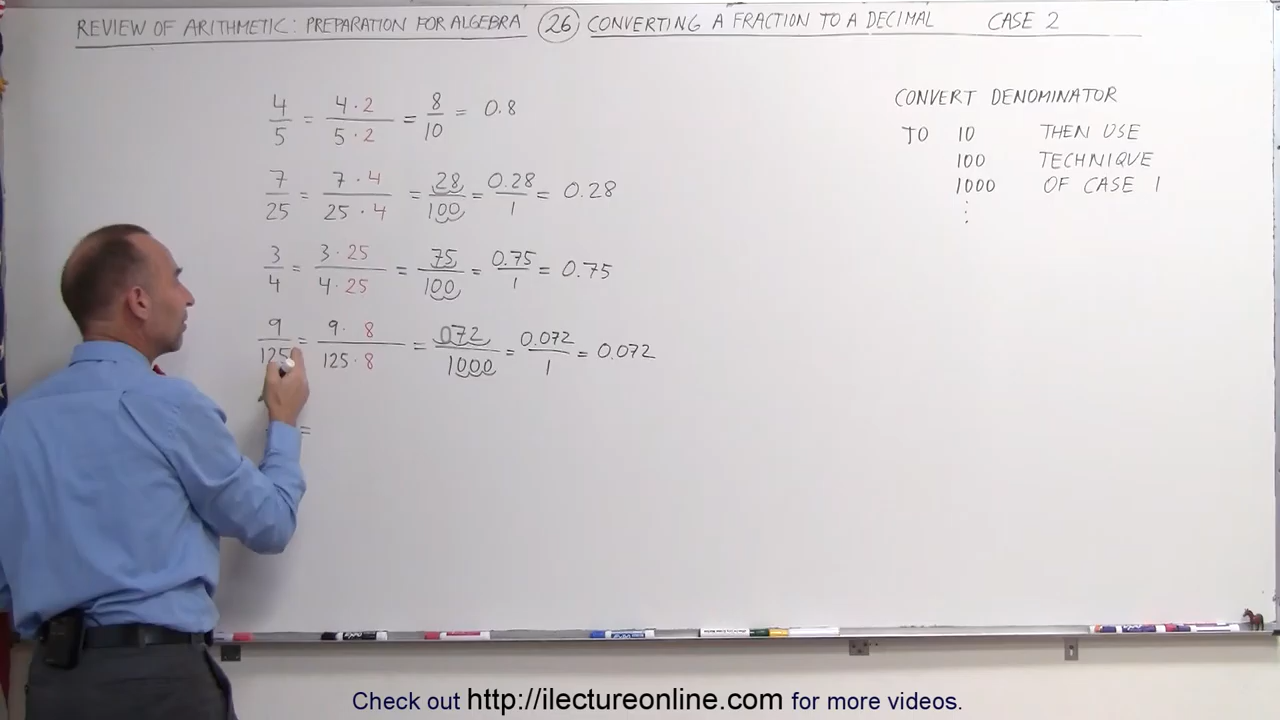 REVIEW OF ARITHMETIC: PREPARATION FOR ALGEBRA 26 CONVERTING A FRACTION TO A DECIMAL CASE 2
4/5 = 4·2/5·2 = 8/10 = 0.8
7/25 = 7·4/25·4 = 28/100 = 0.28/1 = 0.28
3/4 = 3·25/4·25 = 75/100 = 0.75/1 = 0.75
9/125 = 9·8/125·8 = 072/1000 = 0.072/1 = 0.072
=
CONVERT DENOMINATOR
TO 10 THEN USE
100 TECHNIQUE
1000 OF CASE 1
⋮
Check out http://ilectureonline.com for more videos.